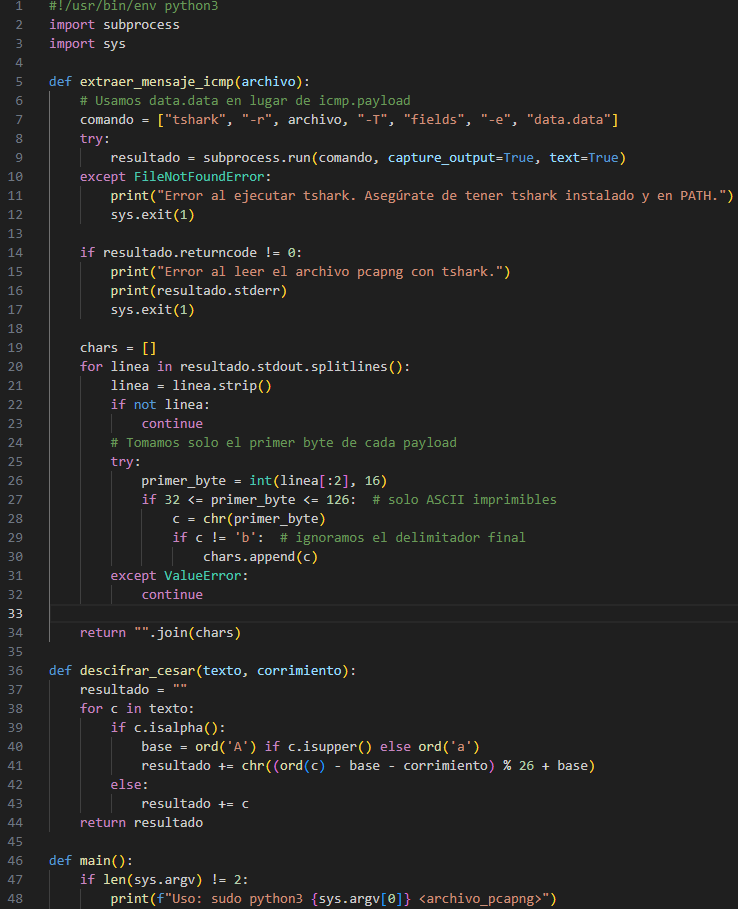 1 #!/usr/bin/env python3
2 import subprocess
3 import sys
4
5 def extraer_mensaje_icmp(archivo):
6     # Usamos data.data en lugar de icmp.payload
7     comando = ["tshark", "-r", archivo, "-T", "fields", "-e", "data.data"]
8     try:
9         resultado = subprocess.run(comando, capture_output=True, text=True)
10     except FileNotFoundError:
11         print("Error al ejecutar tshark. Asegúrate de tener tshark instalado y en PATH.")
12         sys.exit(1)
13
14     if resultado.returncode != 0:
15         print("Error al leer el archivo pcapng con tshark.")
16         print(resultado.stderr)
17         sys.exit(1)
18
19     chars = []
20     for linea in resultado.stdout.splitlines():
21         linea = linea.strip()
22         if not linea:
23             continue
24         # Tomamos solo el primer byte de cada payload
25         try:
26             primer_byte = int(linea[:2], 16)
27             if 32 <= primer_byte <= 126:  # solo ASCII imprimibles
28                 c = chr(primer_byte)
29                 if c != 'b':  # ignoramos el delimitador final
30                     chars.append(c)
31         except ValueError:
32             continue
33
34     return "".join(chars)
35
36 def descifrar_cesar(texto, corrimiento):
37     resultado = ""
38     for c in texto:
39         if c.isalpha():
40             base = ord('A') if c.isupper() else ord('a')
41             resultado += chr((ord(c) - base - corrimiento) % 26 + base)
42         else:
43             resultado += c
44     return resultado
45
46 def main():
47     if len(sys.argv) != 2:
48         print(f"Uso: sudo python3 {sys.argv[0]} <archivo_pcapng>")